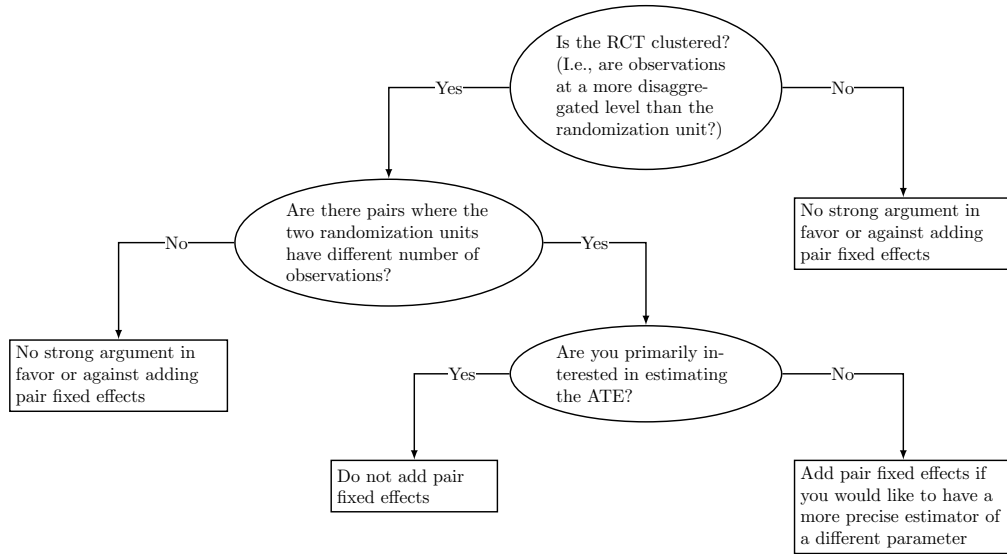 Is the RCT clustered?
(I.e., are observations
at a more disaggre-
gated level than the
randomization unit?)
Yes
No
Are there pairs where the
two randomization units
have different number of
observations?
No strong argument in
favor or against adding
pair fixed effects
No
Yes
No strong argument in
favor or against adding
pair fixed effects
Are you primarily in-
terested in estimating
the ATE?
Yes
No
Do not add pair
fixed effects
Add pair fixed effects if
you would like to have a
more precise estimator of
a different parameter